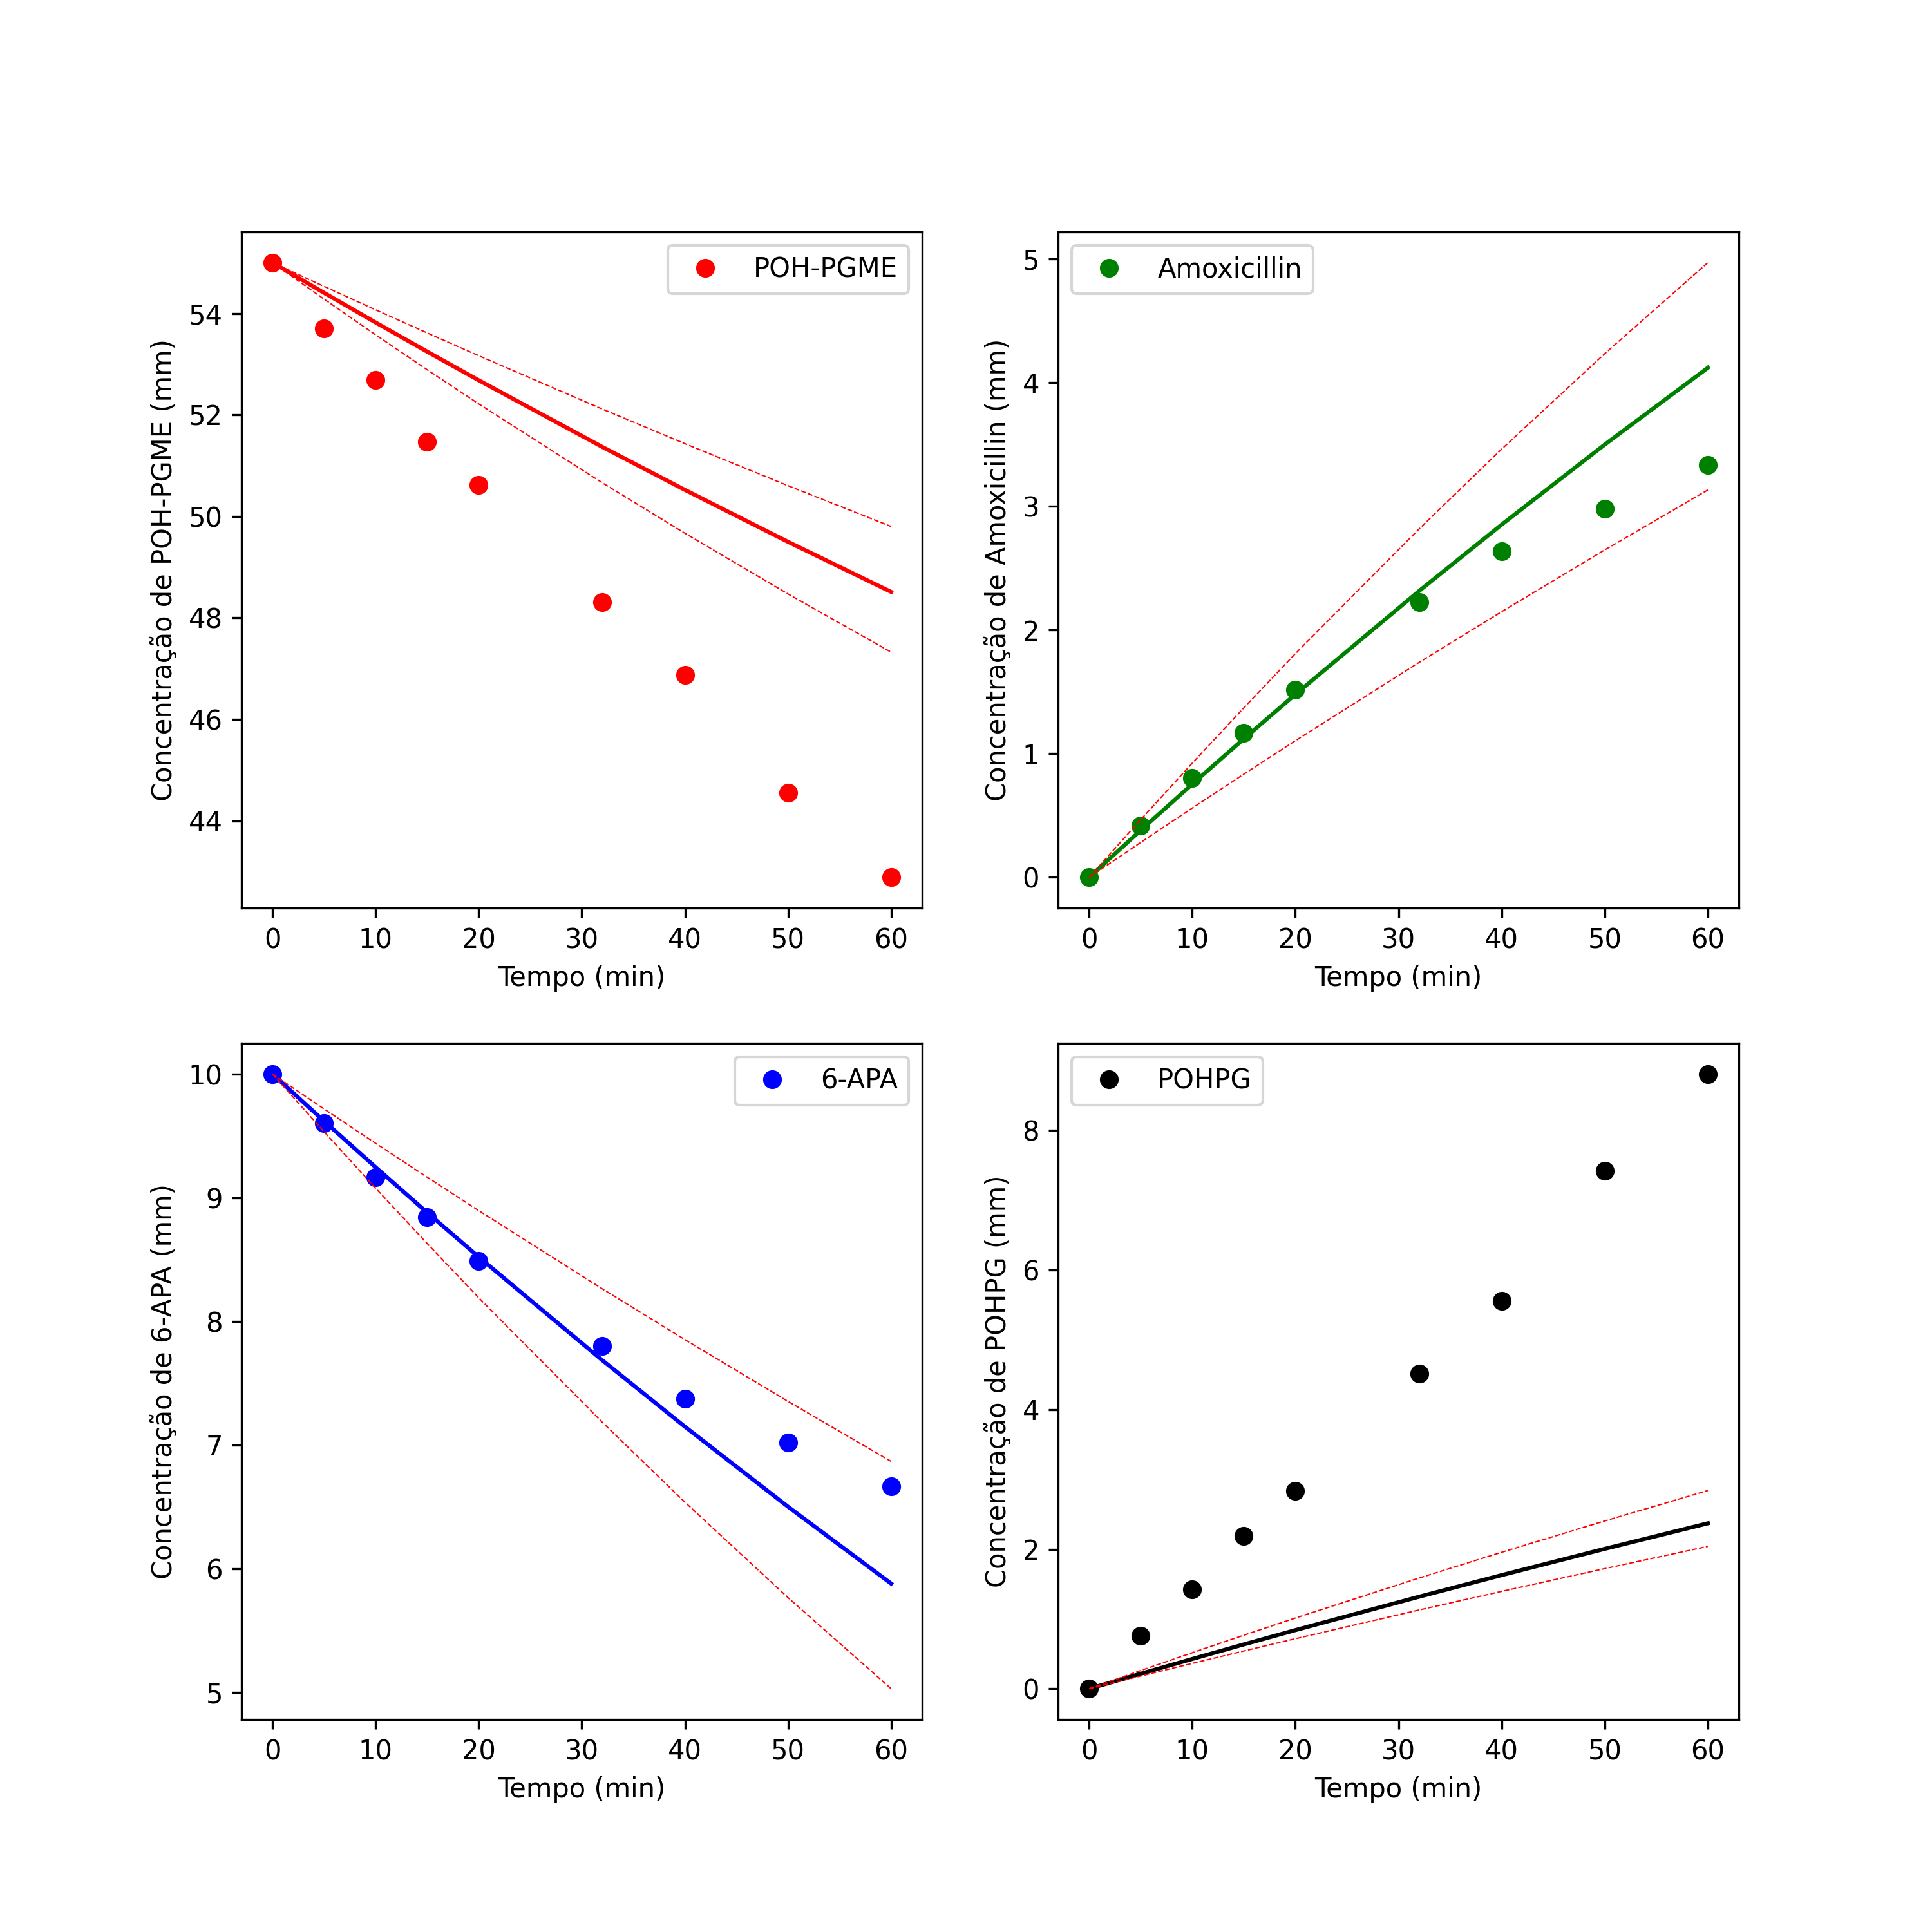 POH-PGME
Concentração de POH-PGME (mm)
54
52
50
48
46
44
0 10 20 30 40 50 60
Tempo (min)
Amoxicillin
Concentração de Amoxicillin (mm)
5
4
3
2
1
0
0 10 20 30 40 50 60
Tempo (min)
6-APA
Concentração de 6-APA (mm)
10
9
8
7
6
5
0 10 20 30 40 50 60
Tempo (min)
POHPG
Concentração de POHPG (mm)
8
6
4
2
0
0 10 20 30 40 50 60
Tempo (min)